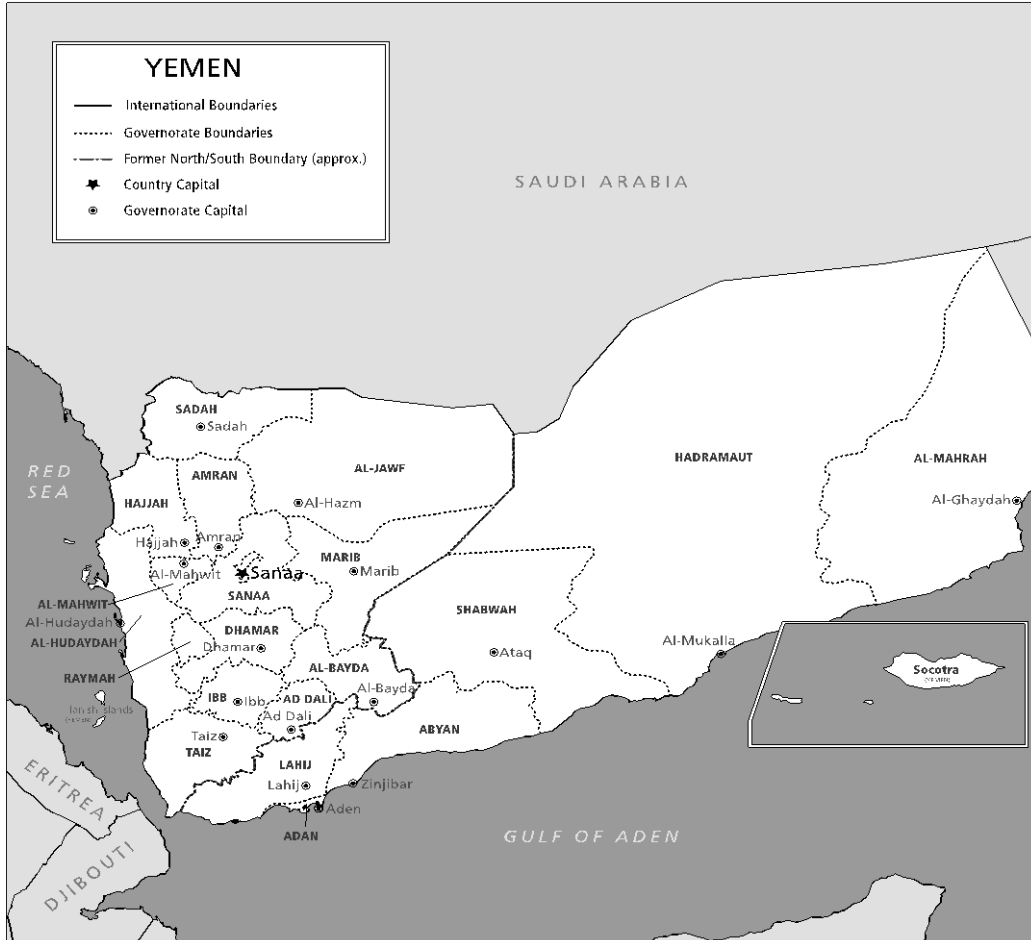 YEMEN
International Boundaries
Governorate Boundaries
Former North/South Boundary (approx.)
Country Capital
Governorate Capital
SAUDI ARABIA
SADAH
Sadah
RED
SEA
AMRAN
AL-JAWF
HADRAMAUT
AL-MAHRAH
HAJJAH
Al-Hazm
Al-Ghaydah
Hajjah
Amran
MARIB
Al-Mahwit
Sanaa
Marib
SANAA
AL-MAHWIT
SHABWAH
Al-Hudaydah
DHAMAR
AL-HUDAYDAH
Dhamar
Ataq
Al-Mukalla
RAYMAH
AL-BAYDA
Socotra
IBB
Ibb
AD DALI
Al-Bayda
Islands
Ad Dali
ABYAN
Taiz
TAIZ
LAHIJ
Lahij
Zinjibar
ERITREA
Aden
ADAN
GULF OF ADEN
DJIBOUTI